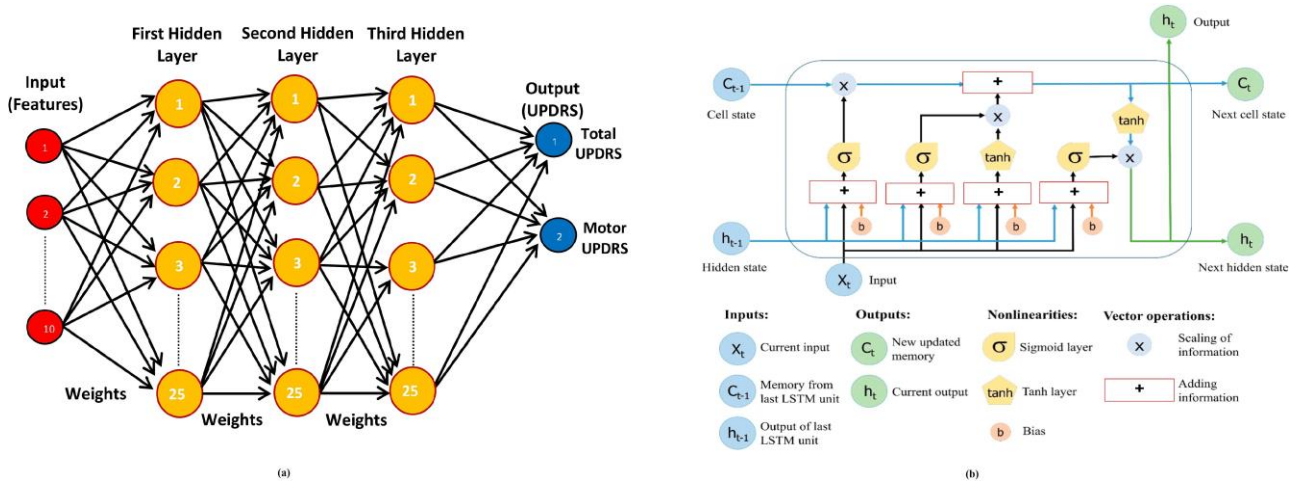 First Hidden
Layer
Second Hidden
Layer
Third Hidden
Layer
Input
(Features)
Output
(UPDRS)
1
2
10
1
2
3
25
1
2
3
25
1
2
3
25
1
Total
UPDRS
2
Motor
UPDRS
Weights
Weights
Weights
(a)
ht
Output
Ct-1
Cell state
x
+
Ct
Next cell state
x
tanh
σ
σ
tanh
σ
x
+
+
+
+
b
b
b
b
ht-1
Hidden state
ht
Next hidden state
Xt
Input
Inputs:
Outputs:
Nonlinearities:
Vector operations:
Xt
Current input
Ct
New updated
memory
σ
Sigmoid layer
x
Scaling of
information
Ct-1
Memory from
last LSTM unit
ht
Current output
tanh
Tanh layer
+
Adding
information
ht-1
Output of last
LSTM unit
b
Bias
(b)